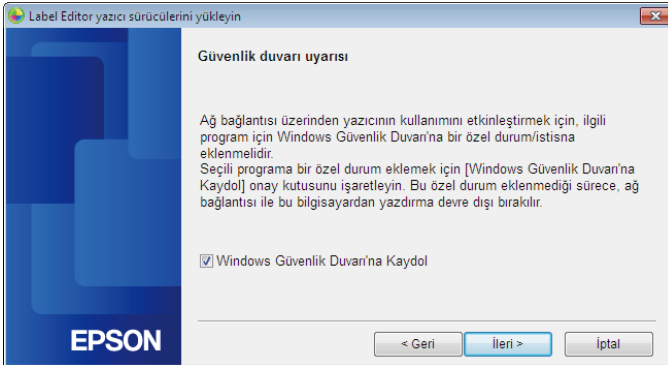 Label Editor yazıcı sürücülerini yükleyin
Güvenlik duvarı uyarısı
Ağ bağlantısı üzerinden yazıcının kullanımını etkinleştirmek için, ilgili
program için Windows Güvenlik Duvarı'na bir özel durum/istisna
eklenmelidir.
Seçili programa bir özel durum eklemek için [Windows Güvenlik Duvarı'na
Kaydol] onay kutusunu işaretleyin. Bu özel durum eklenmediği sürece, ağ
bağlantısı ile bu bilgisayardan yazdırma devre dışı bırakılır.
Windows Güvenlik Duvarı'na Kaydol
EPSON
< Geri İleri > İptal